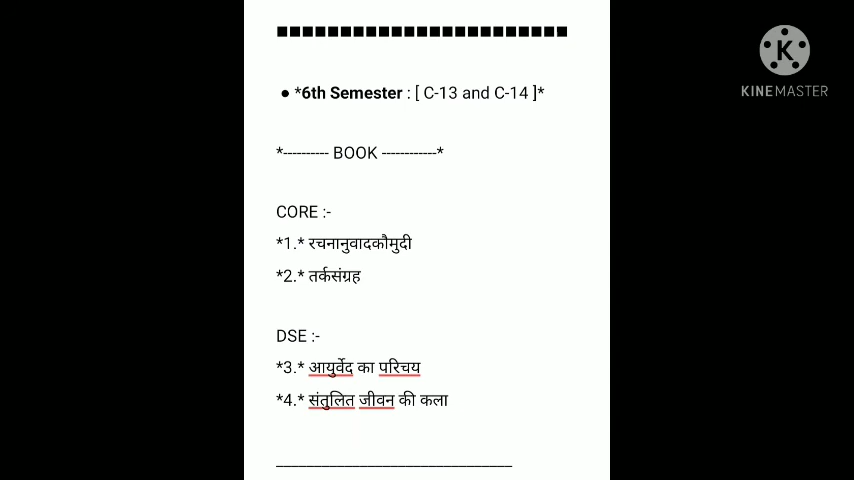 ■■■■■■■■■■■■■■■■■■■■■■■
● *6th Semester : [ C-13 and C-14 ]*
*---------- BOOK ------------*
CORE :-
*1.* रचनानुवादकौमुदी
*2.* तर्कसंग्रह
DSE :-
*3.* आयुर्वेद का परिचय
*4.* संतुलित जीवन की कला
______________________________
K
KINEMASTER